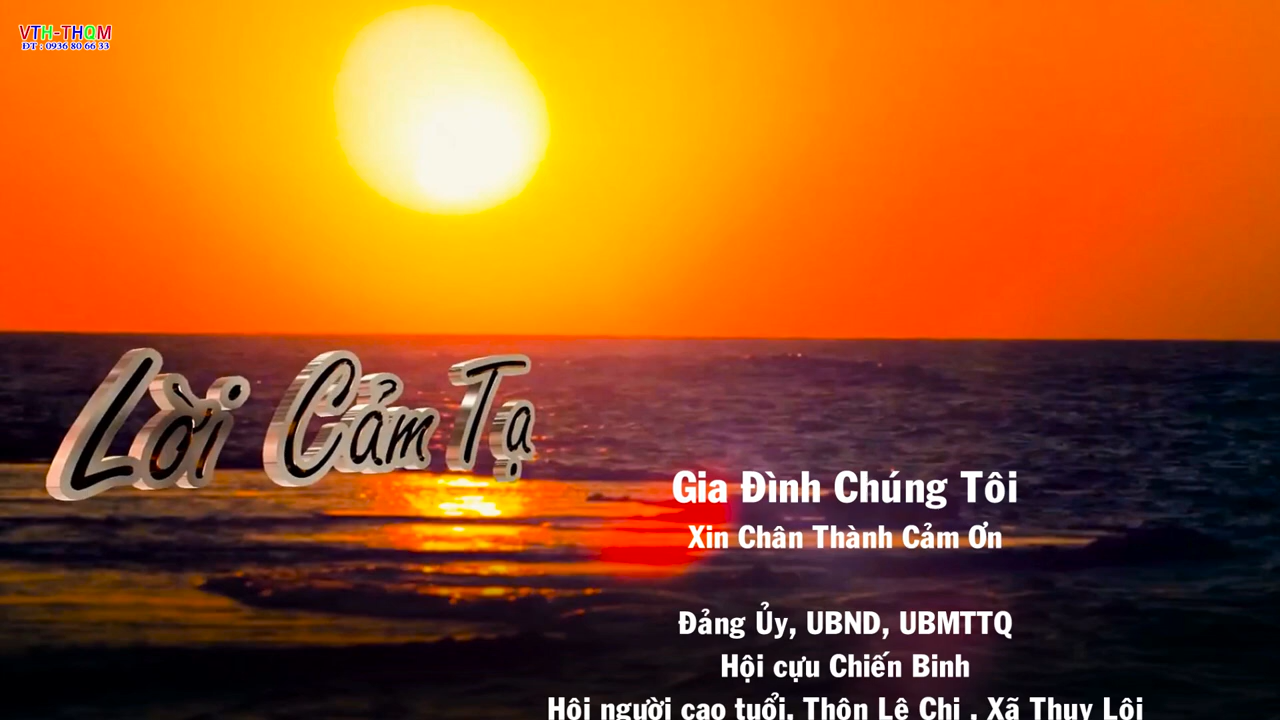 VTH-THQM
ĐT : 0936 80 66 33
Lời Cảm Tạ
Gia Đình Chúng Tôi
Xin Chân Thành Cảm Ơn
Đảng Ủy, UBND, UBMTTQ
Hội cựu Chiến Binh
Hội người cao tuổi, Thôn Lê Chi , Xã Thụy Lôi